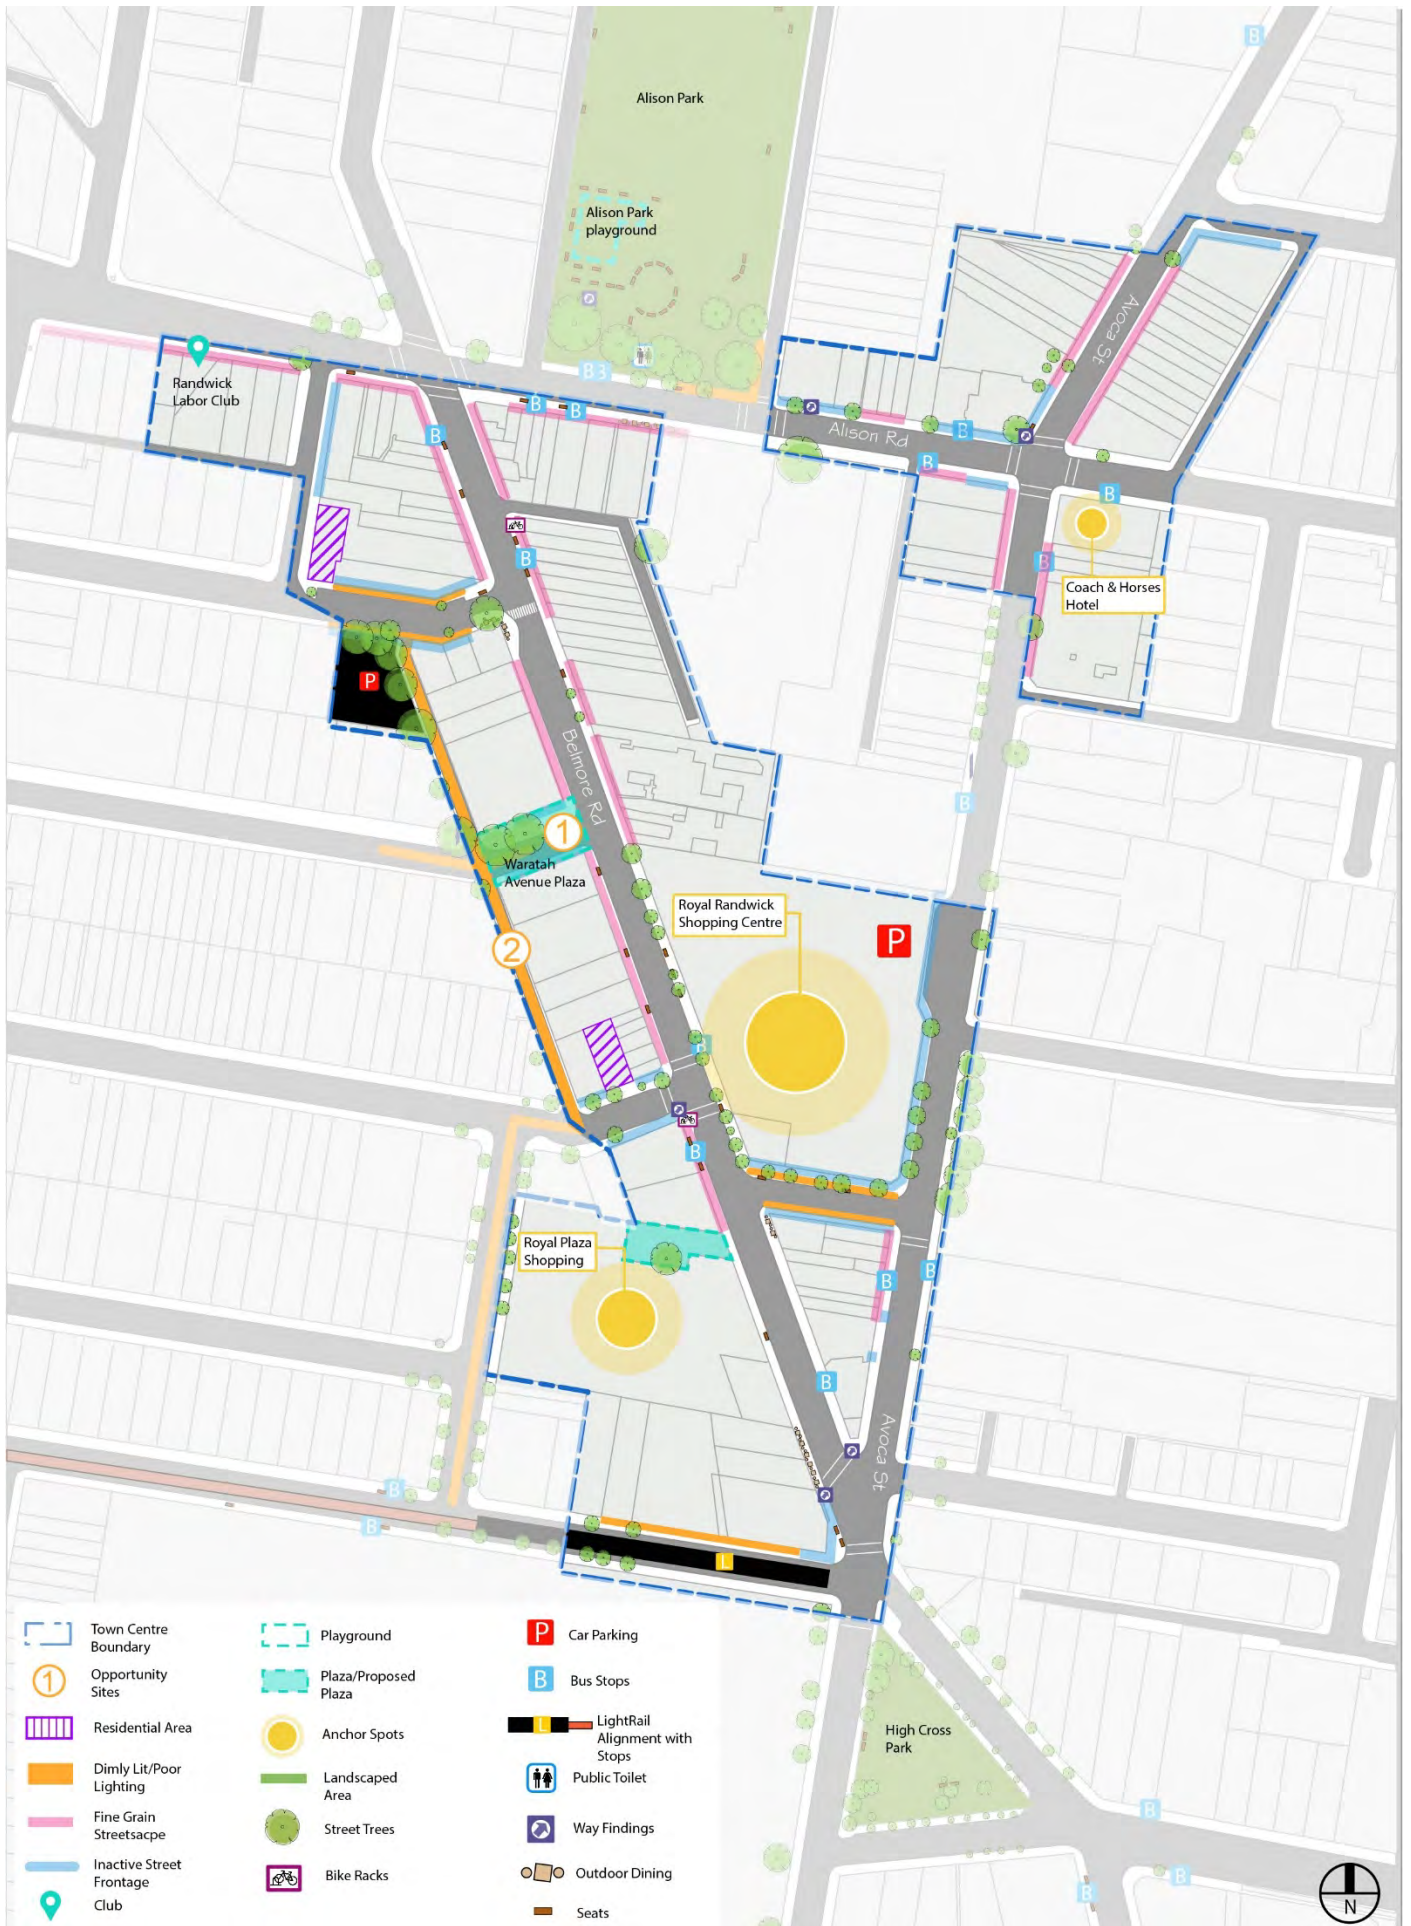 B
Alison Park
Alison Park
playground
Avoca St
B3
Randwick
Labor Club
B
B
B
Alison Rd
B
B
B
B
B
Coach & Horses
Hotel
P
Belmore Rd
B
1
Waratah
Avenue Plaza
Royal Randwick
Shopping Centre
P
2
B
B
Royal Plaza
Shopping
B
B
B
Avoca St
B
B
L
High Cross
Park
B
B
B
Town Centre
Boundary
1
Opportunity
Sites
Residential Area
Dimly Lit/Poor
Lighting
Fine Grain
Streetsacpe
Inactive Street
Frontage
Club
Playground
Plaza/Proposed
Plaza
Anchor Spots
Landscaped
Area
Street Trees
Bike Racks
P
Car Parking
B
Bus Stops
L
LightRail
Alignment with
Stops
Public Toilet
Way Findings
Outdoor Dining
Seats
N